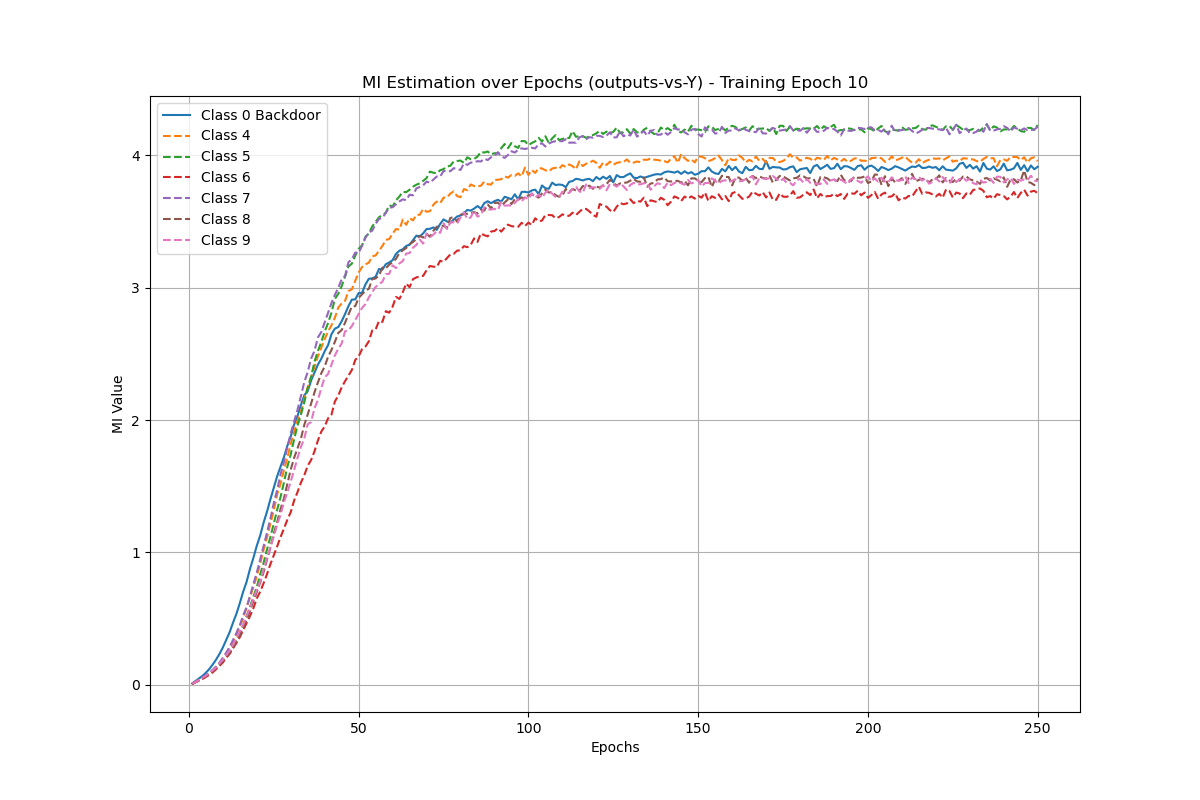 MI Estimation over Epochs (outputs-vs-Y) - Training Epoch 10
Class 0 Backdoor
Class 4
Class 5
Class 6
Class 7
Class 8
Class 9
MI Value
4
3
2
1
0
0 50 100 150 200 250
Epochs